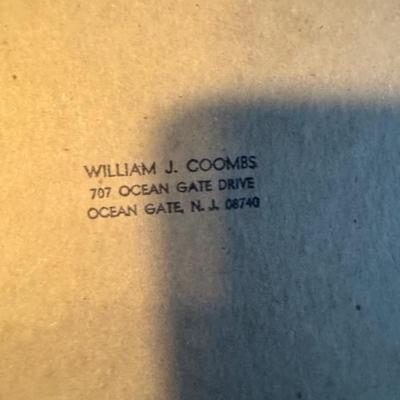 WILLIAM J. COOMBS
707 OCEAN GATE DRIVE
OCEAN GATE, N. J. 08740